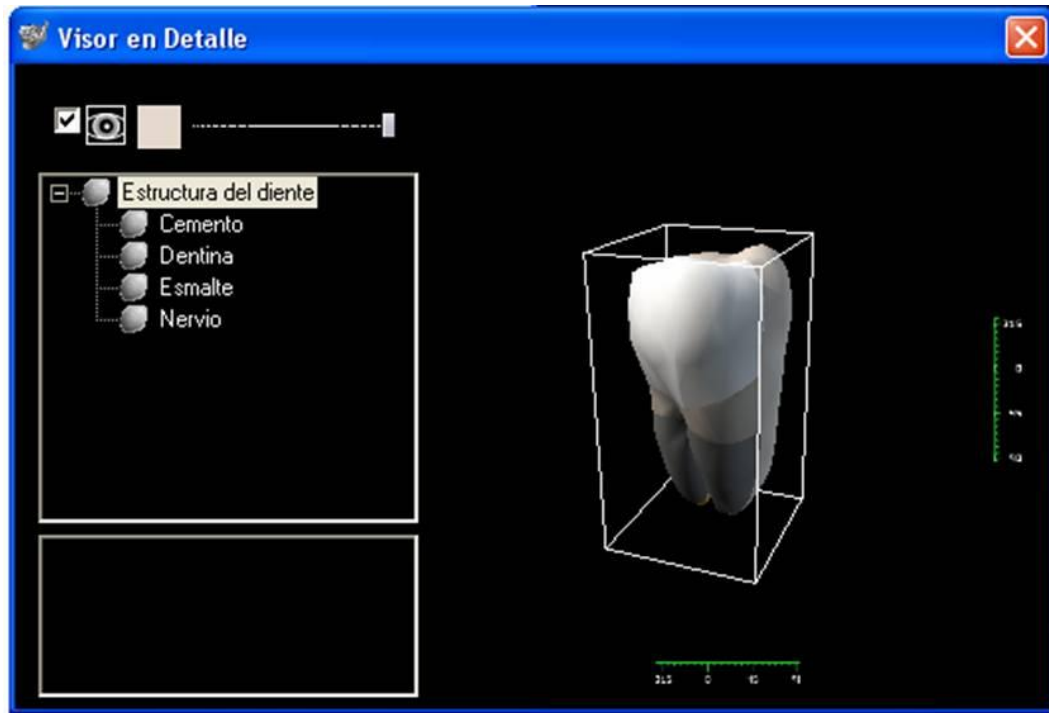 Visor en Detalle
Estructura del diente
Cemento
Dentina
Esmalte
Nervio